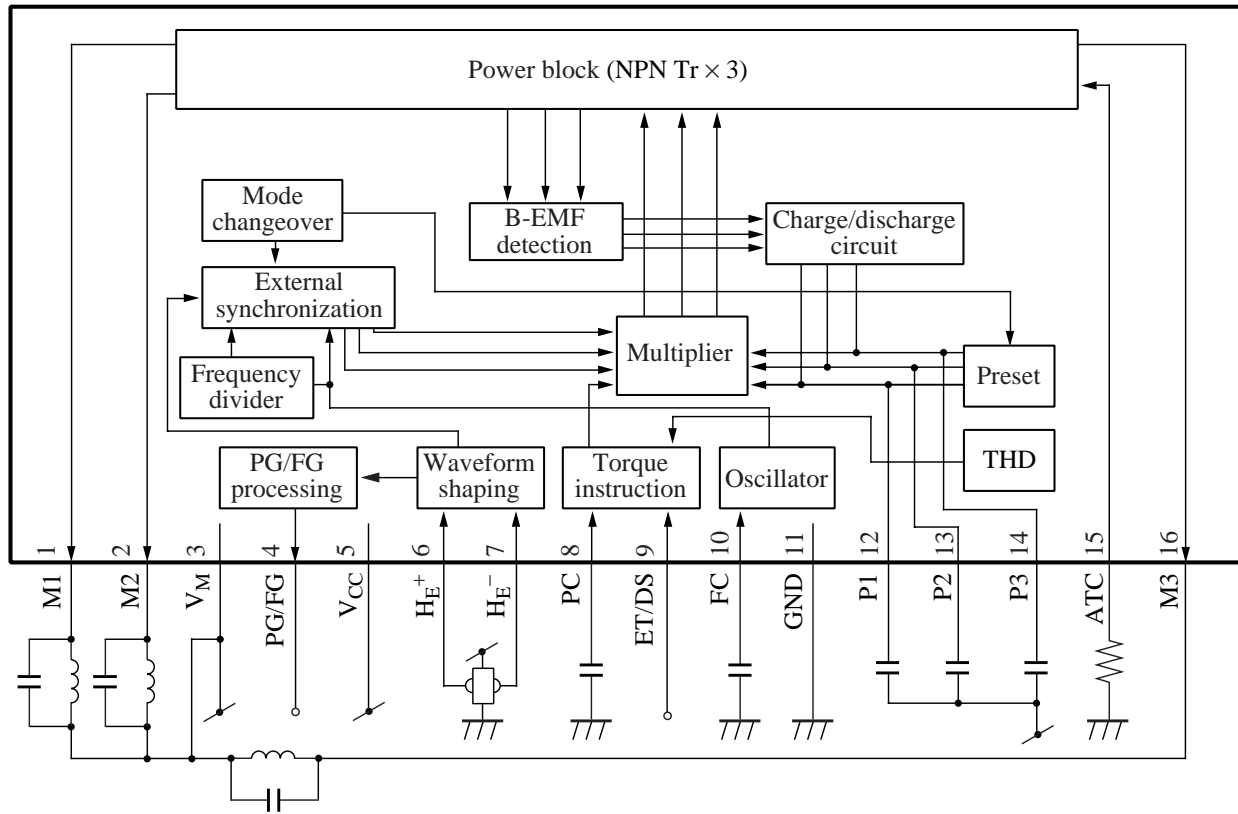 Power block (NPN Tr × 3)
Mode
changeover
B-EMF
detection
Charge/discharge
circuit
External
synchronization
Multiplier
Frequency
divider
Preset
PG/FG
processing
Waveform
shaping
Torque
instruction
Oscillator
THD
1
2
3
4
5
6
7
8
9
10
11
12
13
14
15
16
M1
M2
VM
PG/FG
VCC
HE+
HE−
PC
ET/DS
FC
GND
P1
P2
P3
ATC
M3